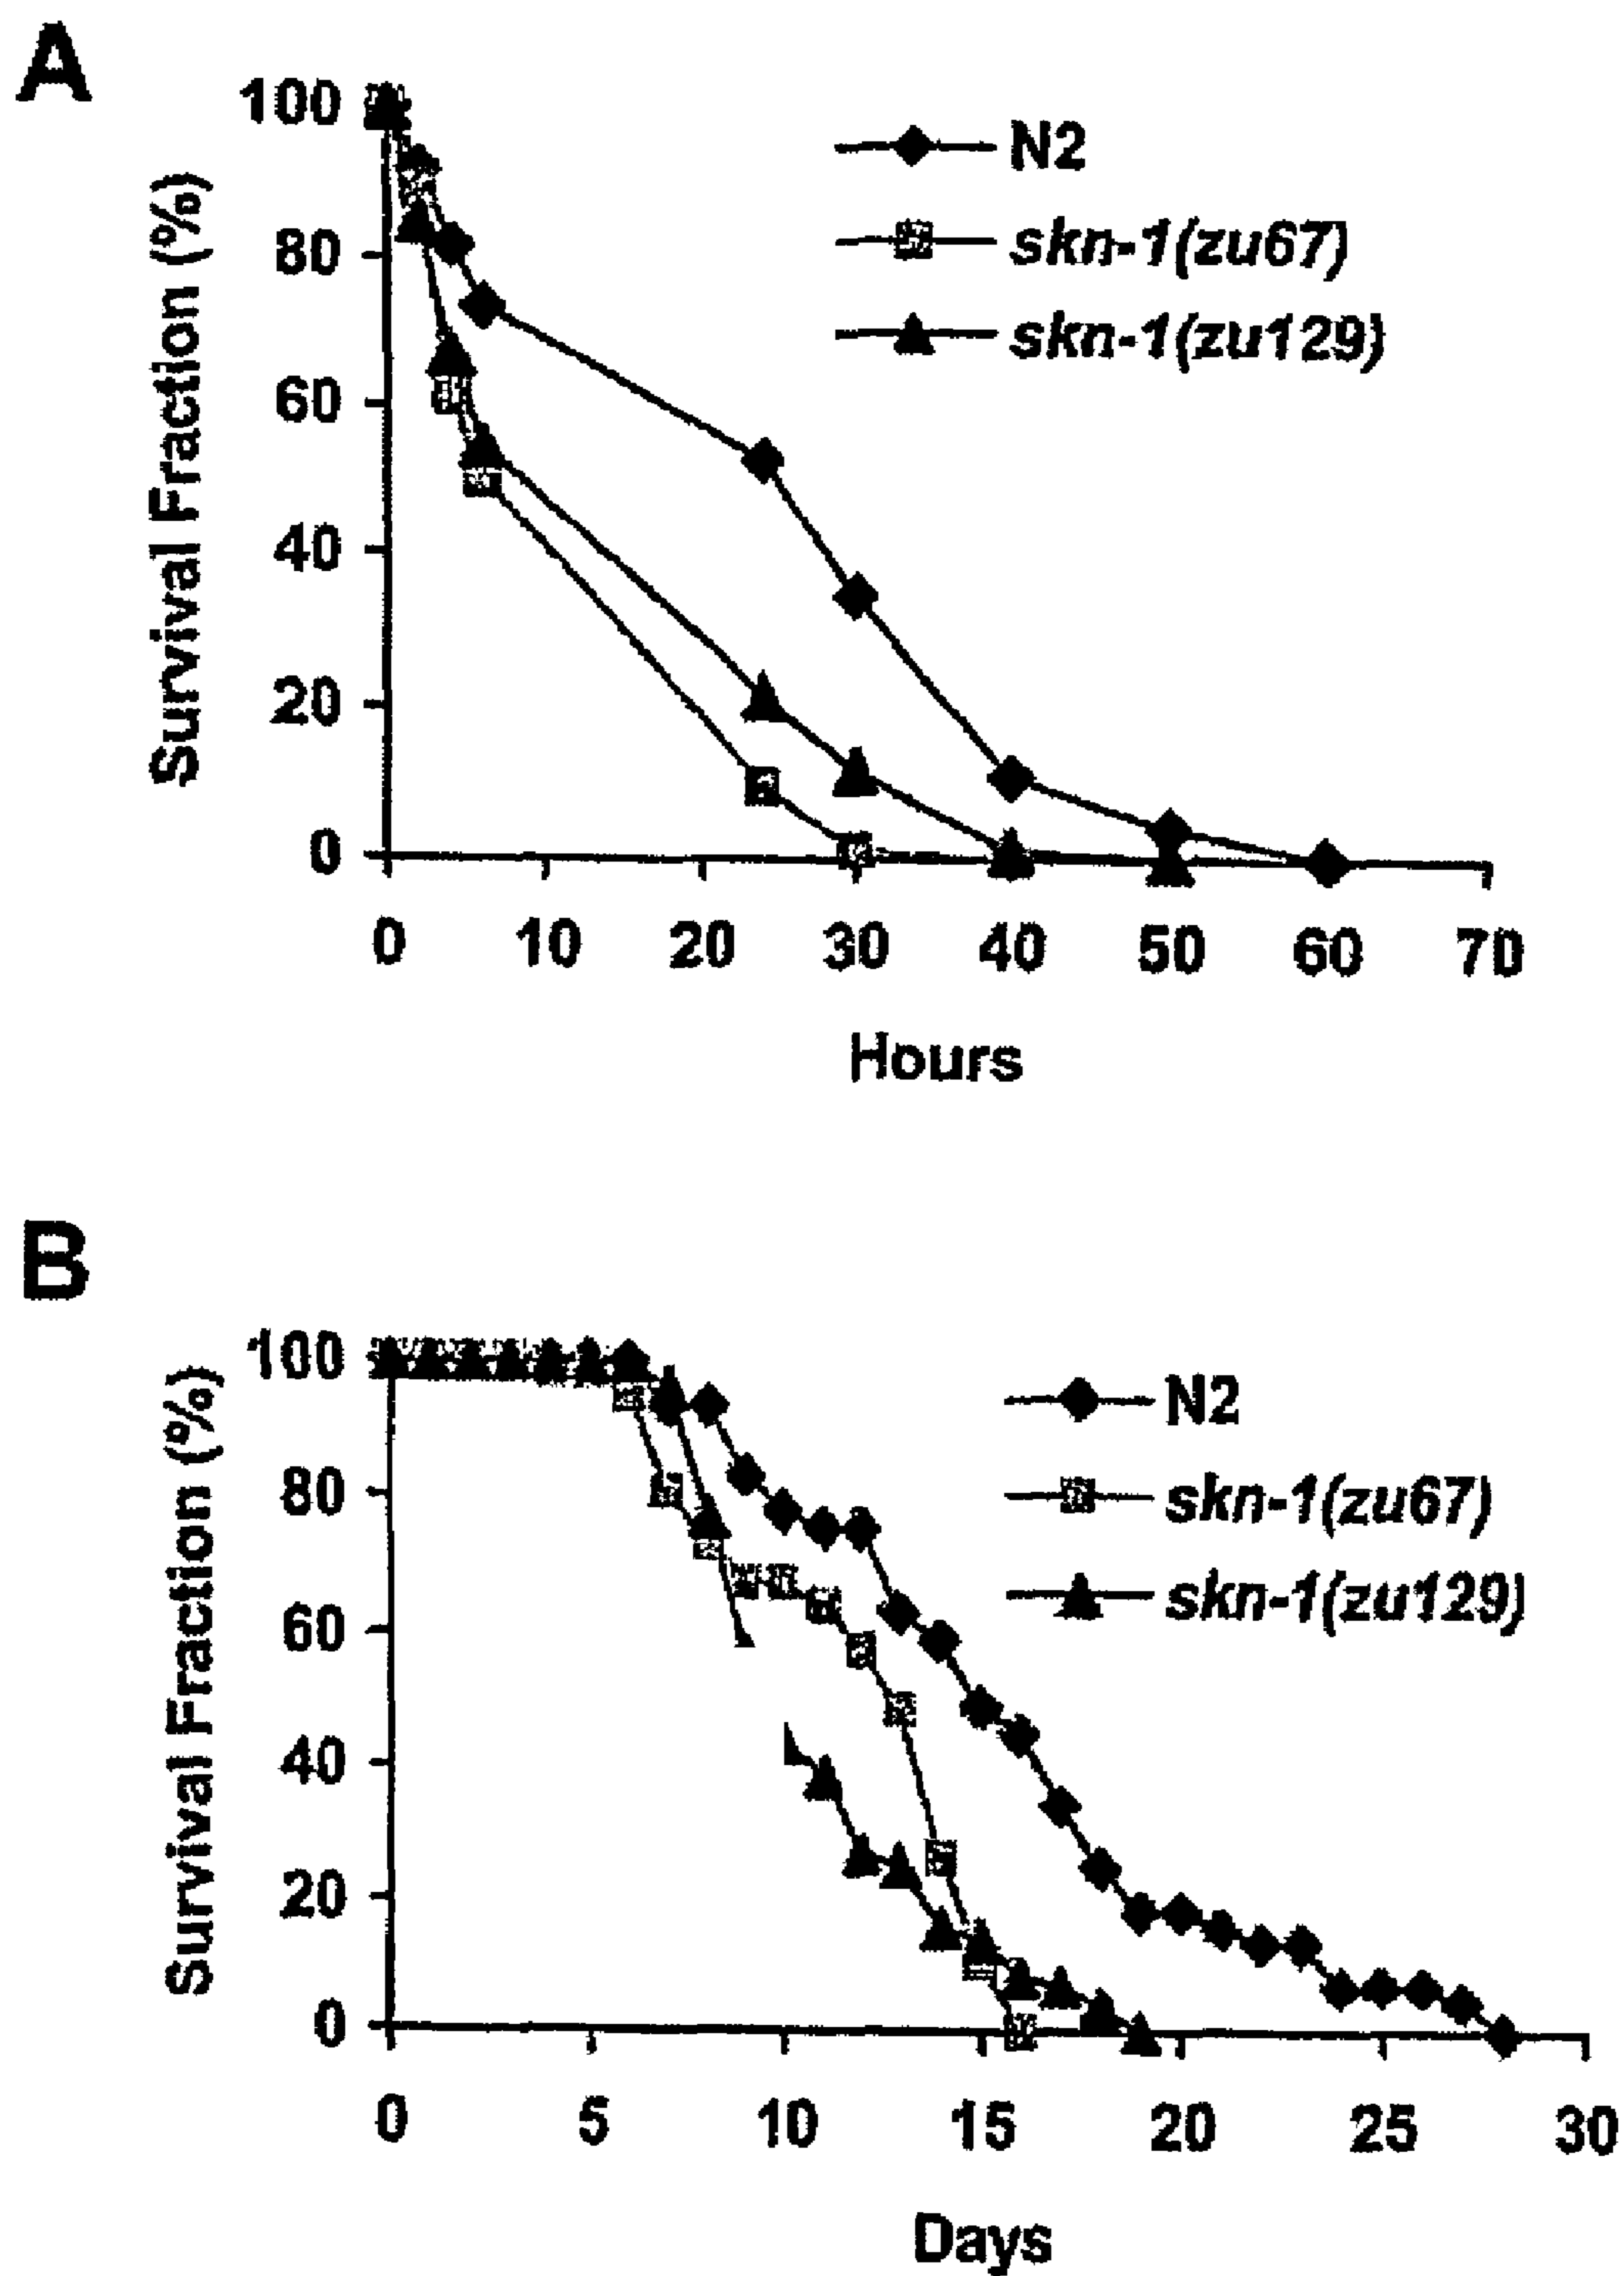 A
100
80
60
40
20
0
Survival Fraction (%)
N2
skn-1(zu67)
skn-1(zu129)
0 10 20 30 40 50 60 70
Hours
B
100
80
60
40
20
0
Survival Fraction (%)
N2
skn-1(zu67)
skn-1(zu129)
0 5 10 15 20 25 30
Days